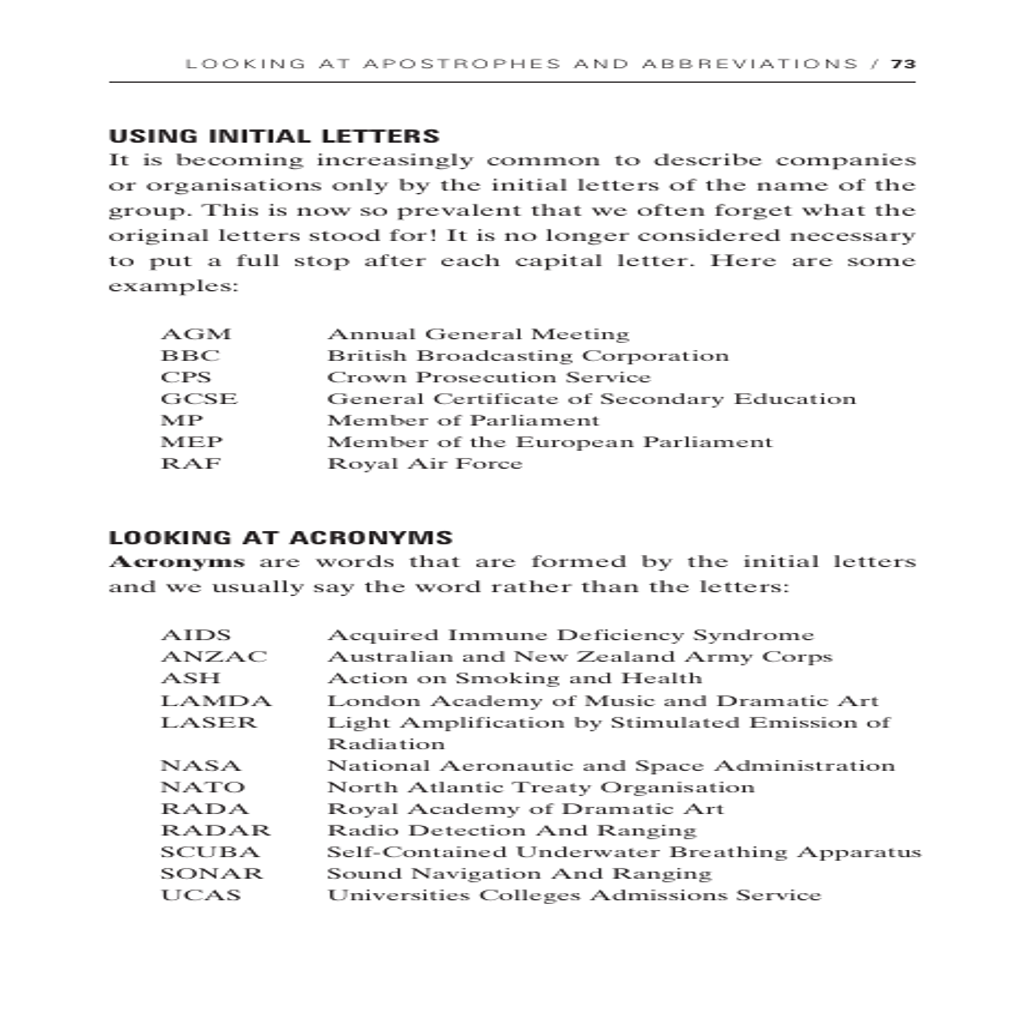 LOOKING AT APOSTROPHES AND ABBREVIATIONS / 73
USING INITIAL LETTERS
It is becoming increasingly common to describe companies
or organisations only by the initial letters of the name of the
group. This is now so prevalent that we often forget what the
original letters stood for! It is no longer considered necessary
to put a full stop after each capital letter. Here are some
examples:
AGM Annual General Meeting
BBC British Broadcasting Corporation
CPS Crown Prosecution Service
GCSE General Certificate of Secondary Education
MP Member of Parliament
MEP Member of the European Parliament
RAF Royal Air Force
LOOKING AT ACRONYMS
Acronyms are words that are formed by the initial letters
and we usually say the word rather than the letters:
AIDS Acquired Immune Deficiency Syndrome
ANZAC Australian and New Zealand Army Corps
ASH Action on Smoking and Health
LAMDA London Academy of Music and Dramatic Art
LASER Light Amplification by Stimulated Emission of
Radiation
NASA National Aeronautic and Space Administration
NATO North Atlantic Treaty Organisation
RADA Royal Academy of Dramatic Art
RADAR Radio Detection And Ranging
SCUBA Self-Contained Underwater Breathing Apparatus
SONAR Sound Navigation And Ranging
UCAS Universities Colleges Admissions Service